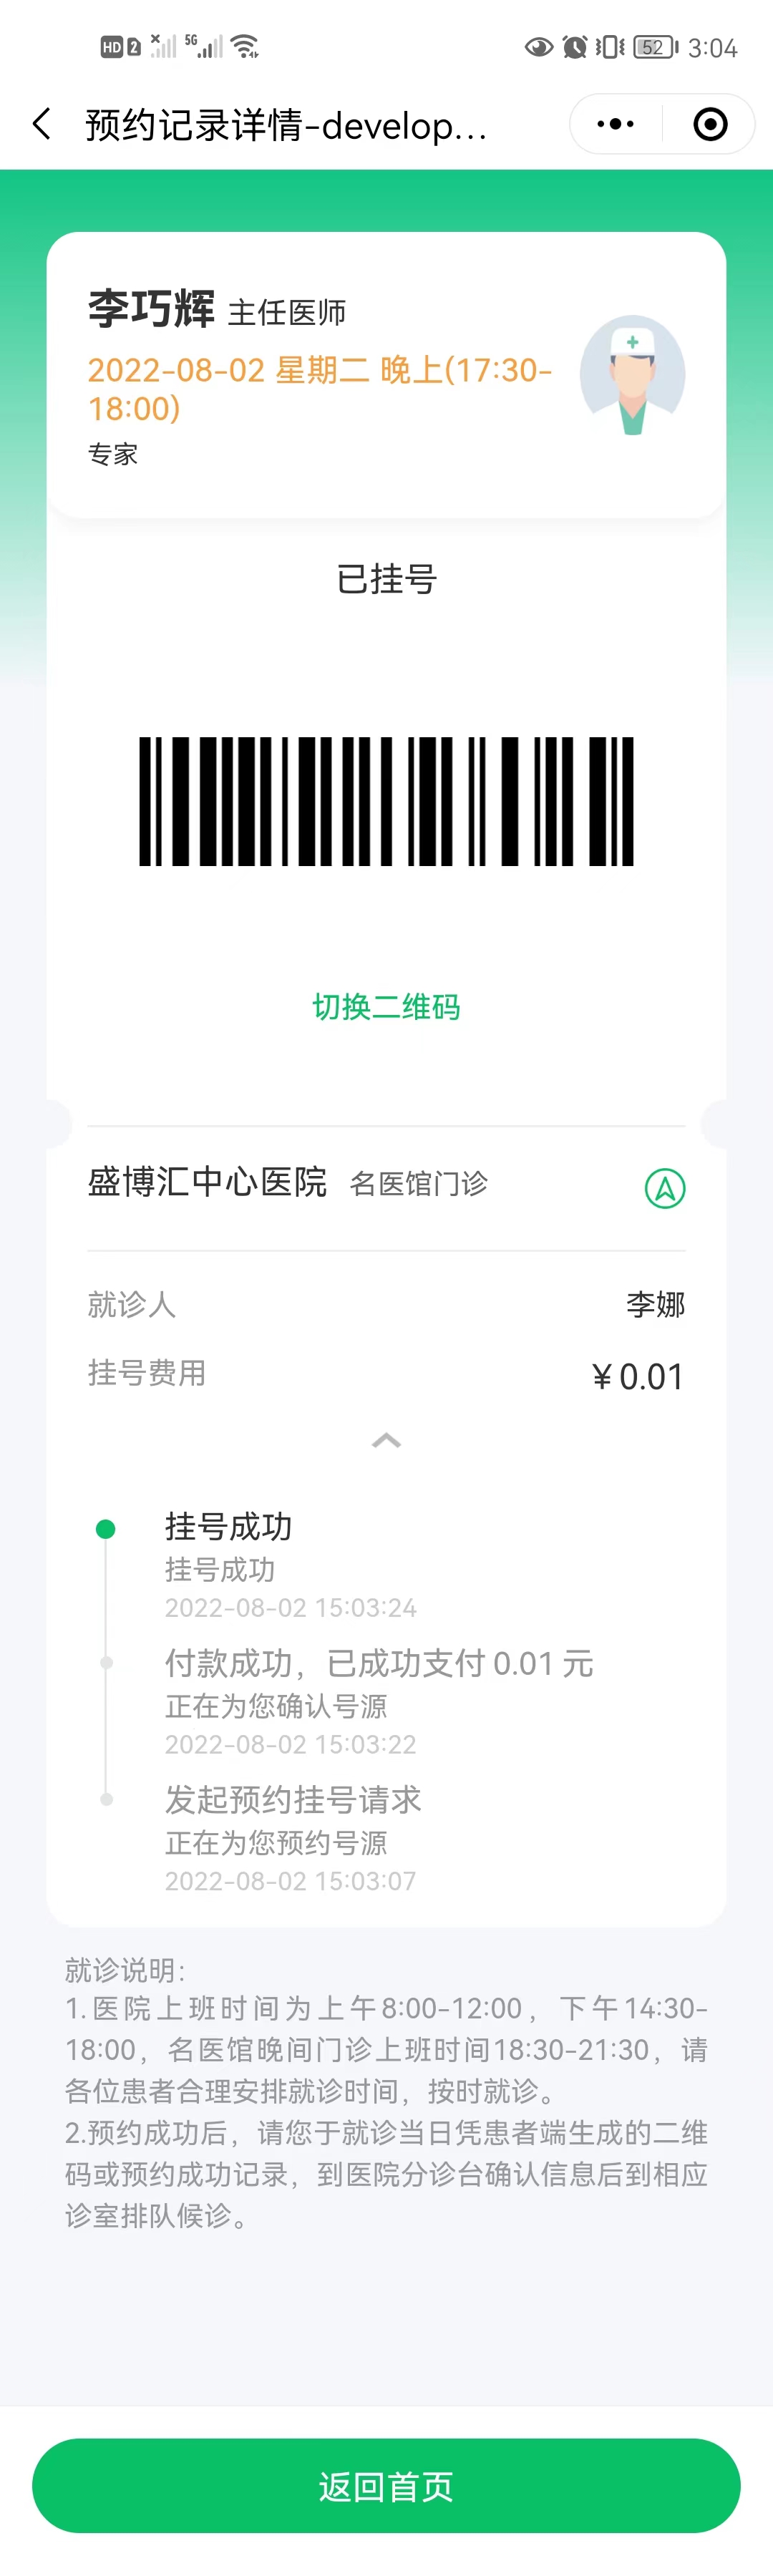 HD 2 5G 52 3:04
预约记录详情-develop...
李巧辉 主任医师
2022-08-02 星期二 晚上(17:30-
18:00)
专家
已挂号
切换二维码
盛博汇中心医院 名医馆门诊
就诊人 李娜
挂号费用 ¥0.01
挂号成功
挂号成功
2022-08-02 15:03:24
付款成功，已成功支付 0.01 元
正在为您确认号源
2022-08-02 15:03:22
发起预约挂号请求
正在为您预约号源
2022-08-02 15:03:07
就诊说明：
1.医院上班时间为上午8:00-12:00，下午14:30-
18:00，名医馆晚间门诊上班时间18:30-21:30，请
各位患者合理安排就诊时间，按时就诊。
2.预约成功后，请您于就诊当日凭患者端生成的二维
码或预约成功记录，到医院分诊台确认信息后到相应
诊室排队候诊。
返回首页